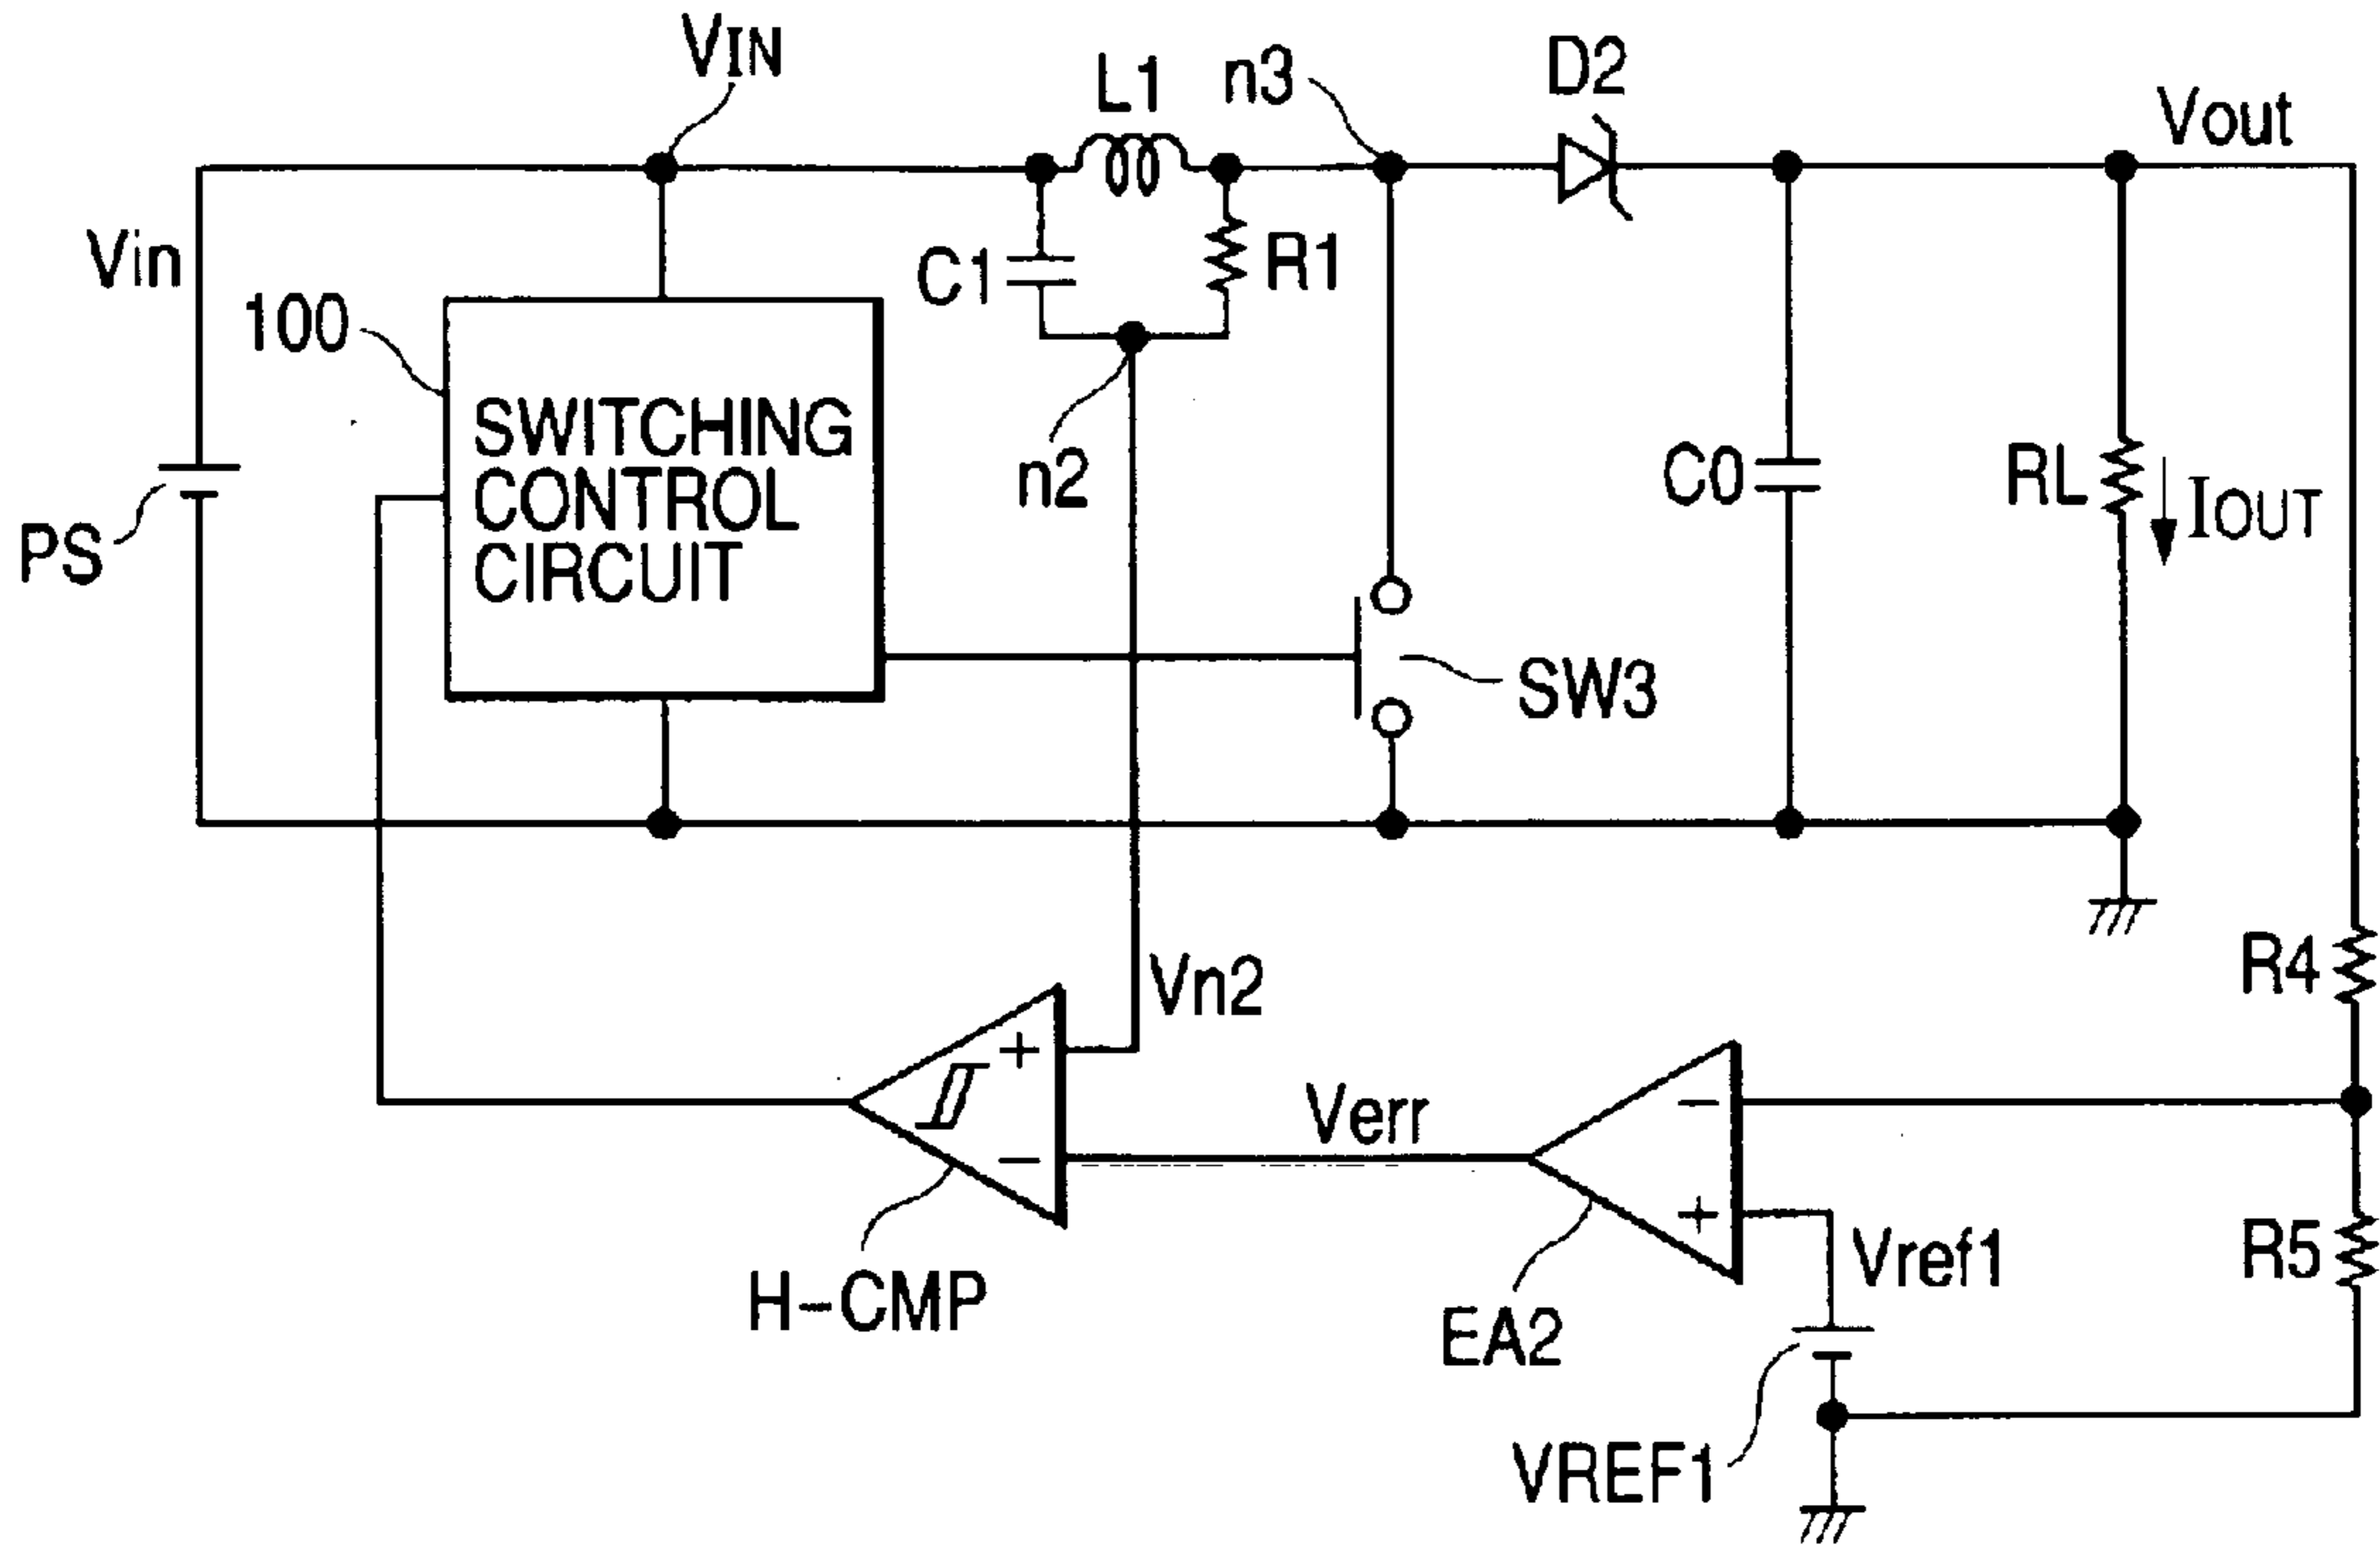 VIN
L1
n3
D2
Vout
Vin
C1
R1
100
SWITCHING
CONTROL
CIRCUIT
n2
C0
RL
IOUT
PS
SW3
R4
Vn2
+
−
Verr
−
+
Vref1
R5
H-CMP
EA2
VREF1